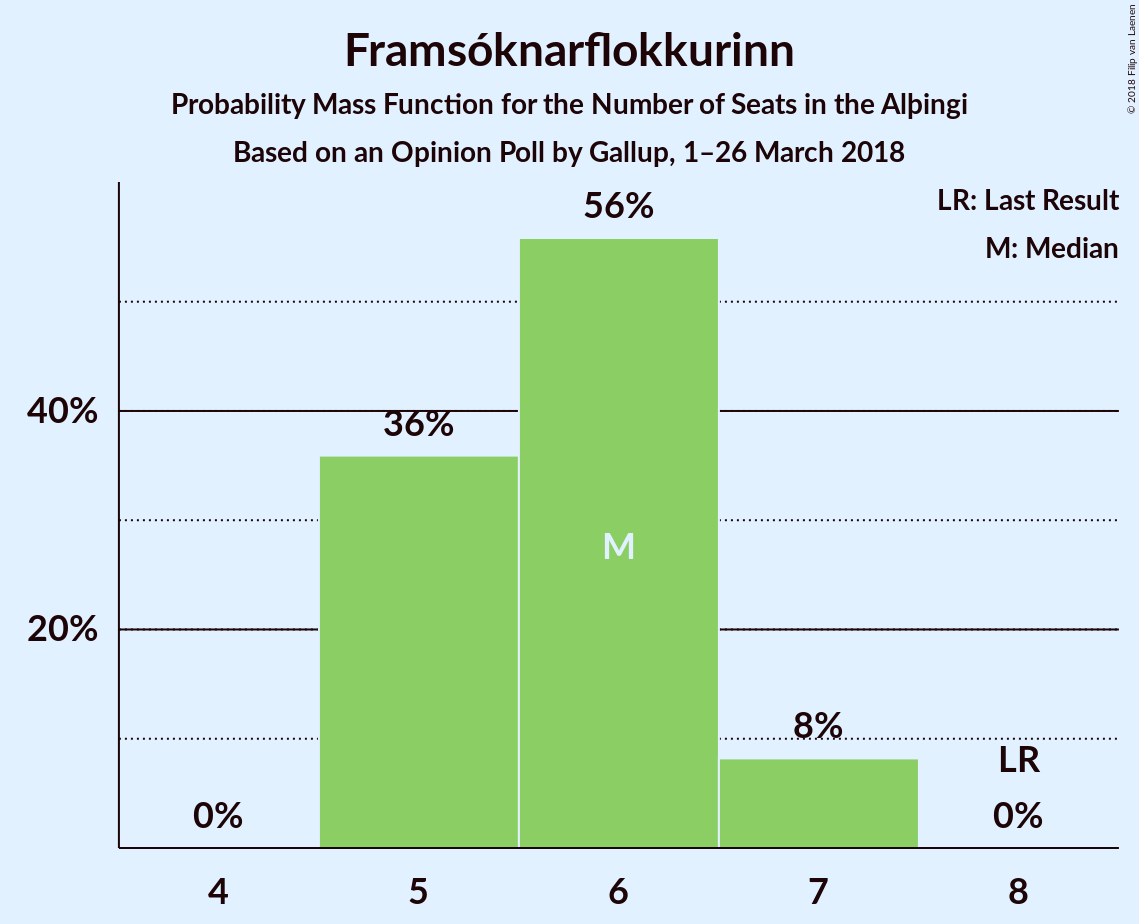 Framsóknarflokkurinn
Probability Mass Function for the Number of Seats in the Alþingi
Based on an Opinion Poll by Gallup, 1–26 March 2018
© 2018 Filip van Laenen
LR: Last Result
M: Median
56%
40%
36%
M
20%
8%
LR
0%
0%
4 5 6 7 8